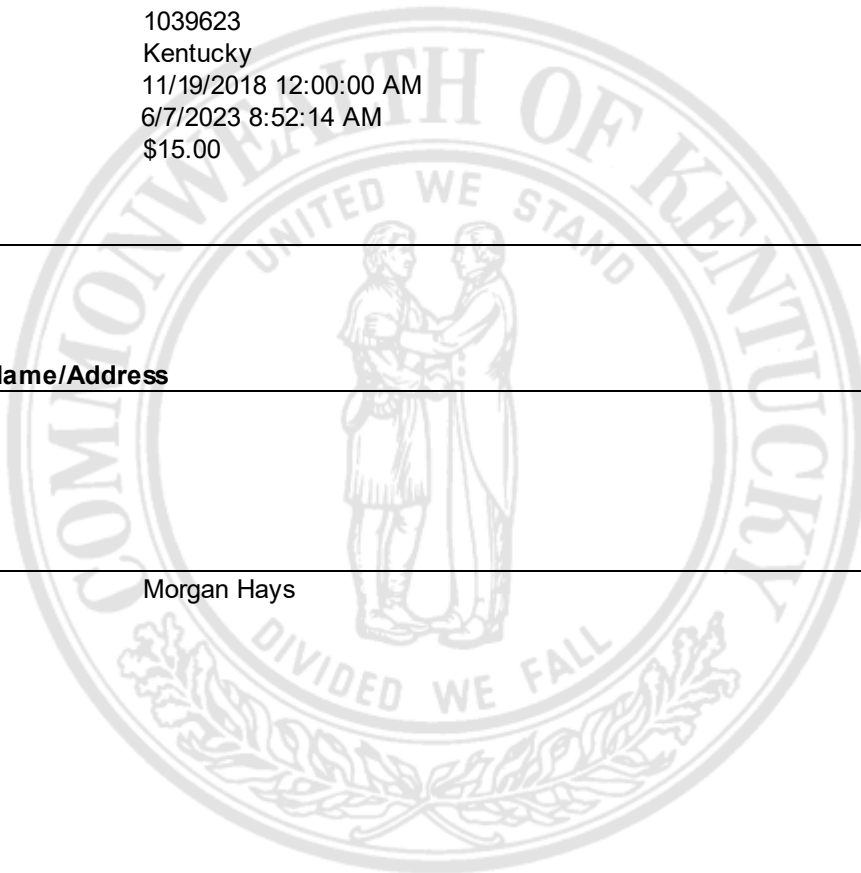 1039623
Kentucky
11/19/2018 12:00:00 AM
6/7/2023 8:52:14 AM
$15.00
COMMONWEALTH OF KENTUCKY
UNITED WE STAND
ame/Address
Morgan Hays
DIVIDED WE FALL